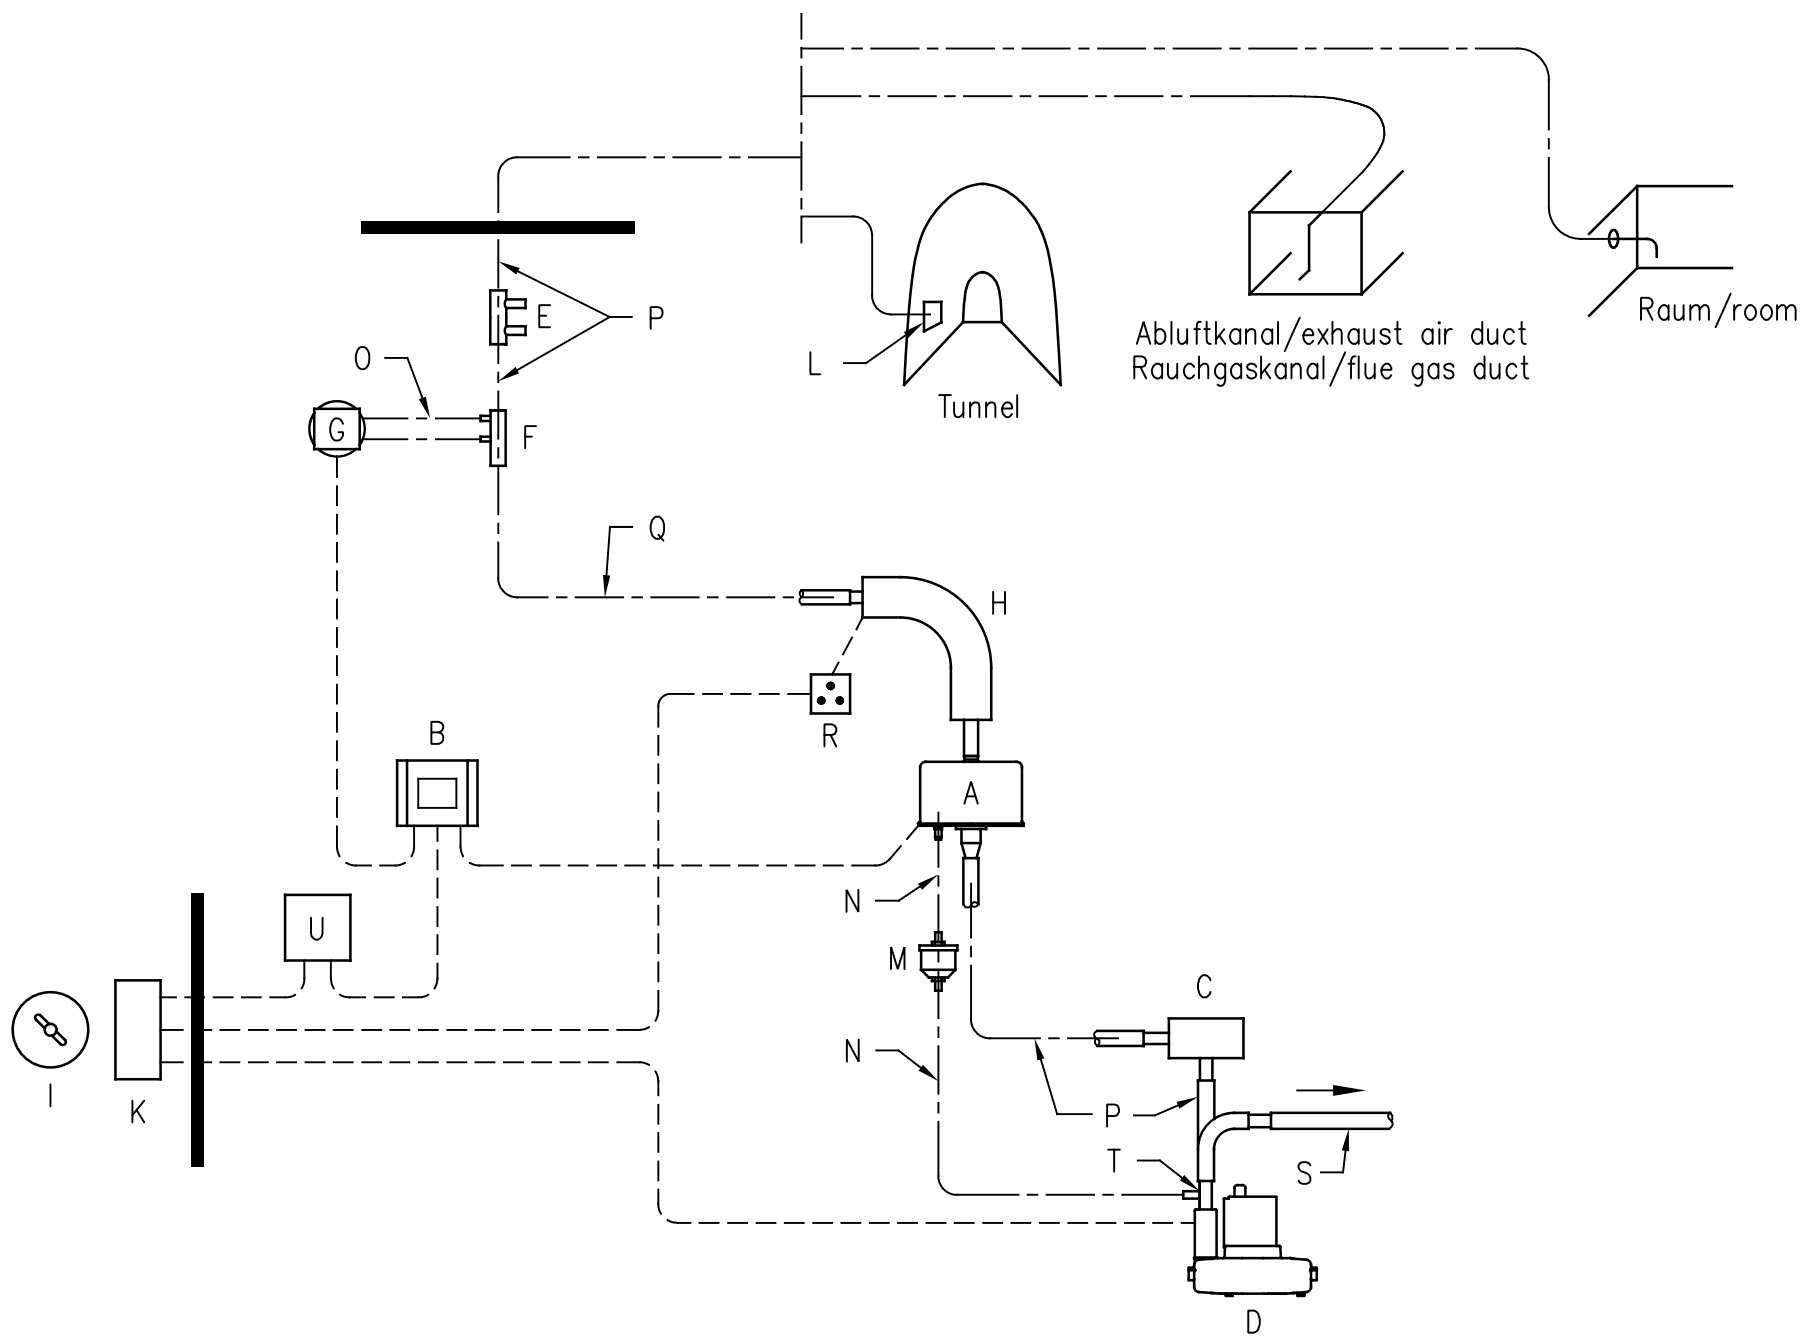 Raum/room
E
P
Abluftkanal/exhaust air duct
Rauchgaskanal/flue gas duct
O
L
Tunnel
G
F
Q
H
B
R
A
N
U
M
C
I
K
N
P
T
S
D